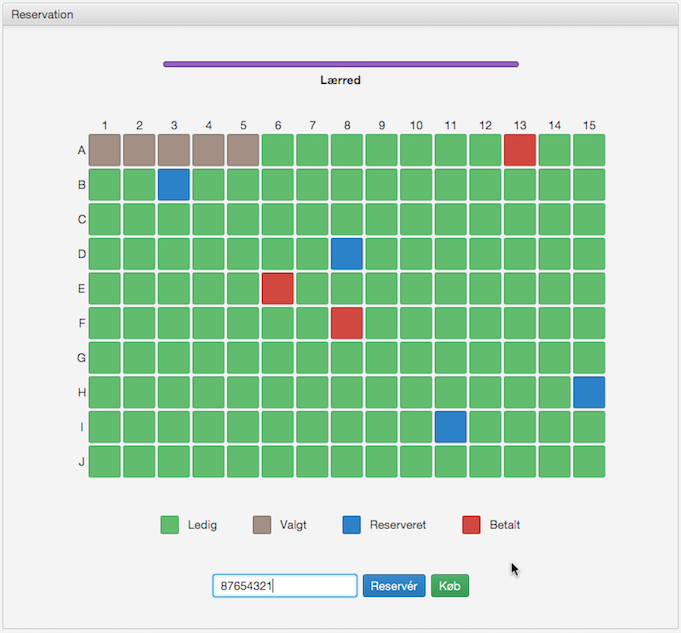 Reservation
Lærred
1 2 3 4 5 6 7 8 9 10 11 12 13 14 15
A
B
C
D
E
F
G
H
I
J
Ledig Valgt Reserveret Betalt
87654321 Reservér Køb